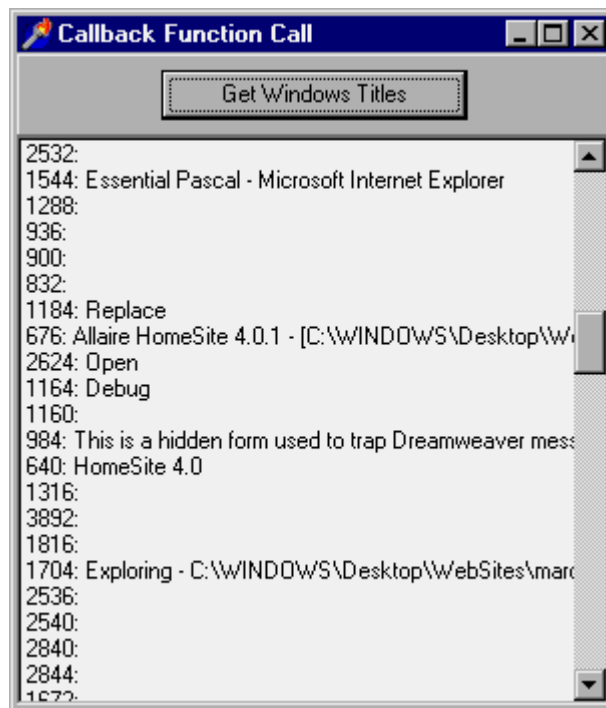 Callback Function Call
Get Windows Titles
2532:
1544: Essential Pascal - Microsoft Internet Explorer
1288:
936:
900:
832:
1184: Replace
676: Allaire HomeSite 4.0.1 - [C:\WINDOWS\Desktop\We
2624: Open
1164: Debug
1160:
984: This is a hidden form used to trap Dreamweaver mess
640: HomeSite 4.0
1316:
3892:
1816:
1704: Exploring - C:\WINDOWS\Desktop\WebSites\marc
2536:
2540:
2840:
2844:
1672: